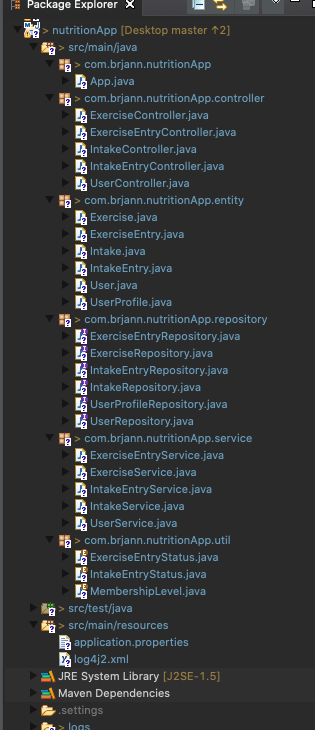 Package Explorer
> nutritionApp [Desktop master ↑2]
> src/main/java
> com.brjann.nutritionApp
App.java
> com.brjann.nutritionApp.controller
ExerciseController.java
ExerciseEntryController.java
IntakeController.java
IntakeEntryController.java
UserController.java
> com.brjann.nutritionApp.entity
Exercise.java
ExerciseEntry.java
Intake.java
IntakeEntry.java
User.java
UserProfile.java
> com.brjann.nutritionApp.repository
ExerciseEntryRepository.java
ExerciseRepository.java
IntakeEntryRepository.java
IntakeRepository.java
UserProfileRepository.java
UserRepository.java
> com.brjann.nutritionApp.service
ExerciseEntryService.java
ExerciseService.java
IntakeEntryService.java
IntakeService.java
UserService.java
> com.brjann.nutritionApp.util
ExerciseEntryStatus.java
IntakeEntryStatus.java
MembershipLevel.java
> src/test/java
> src/main/resources
application.properties
log4j2.xml
JRE System Library [J2SE-1.5]
Maven Dependencies
> .settings
> logs